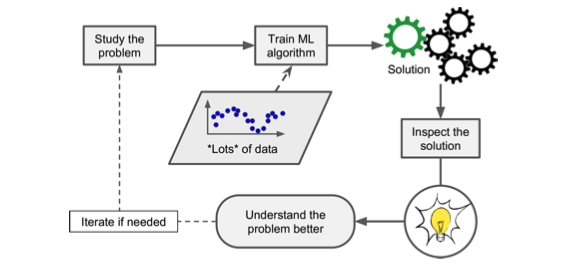 Study the
problem
Train ML
algorithm
Solution
*Lots* of data
Inspect the
solution
Understand the
problem better
Iterate if needed